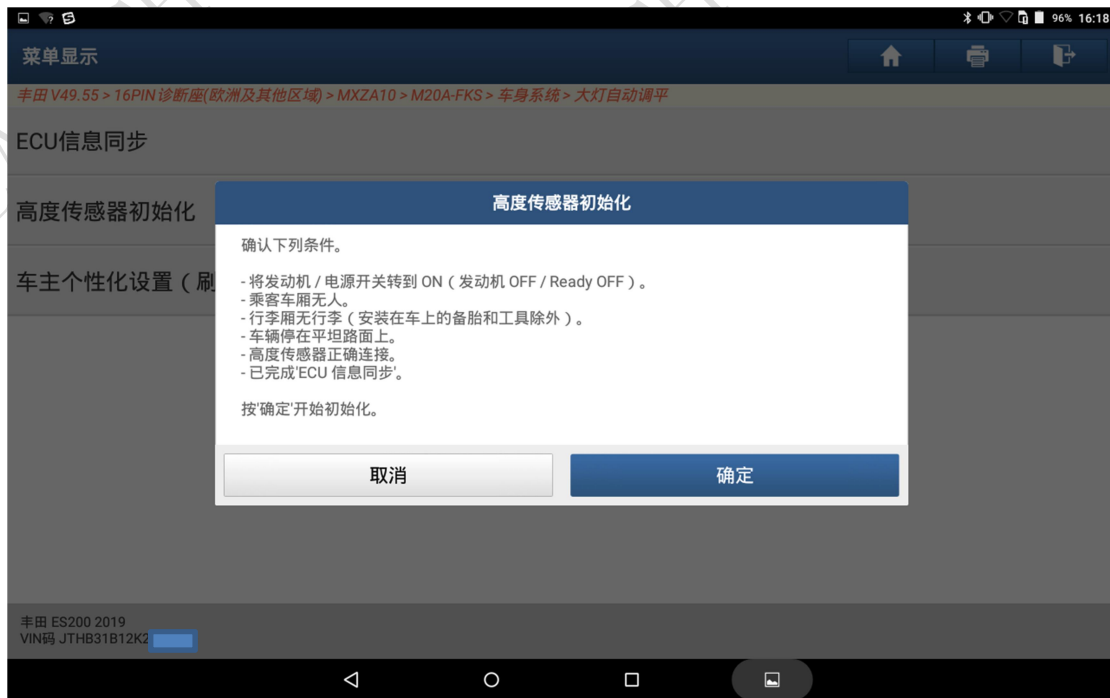 96% 16:18
菜单显示
丰田 V49.55 > 16PIN诊断座(欧洲及其他区域) > MXZA10 > M20A-FKS > 车身系统 > 大灯自动调平
ECU信息同步
高度传感器初始化
车主个性化设置（刷
高度传感器初始化
确认下列条件。
- 将发动机 / 电源开关转到 ON（发动机 OFF / Ready OFF）。
- 乘客车厢无人。
- 行李厢无行李（安装在车上的备胎和工具除外）。
- 车辆停在平坦路面上。
- 高度传感器正确连接。
- 已完成'ECU 信息同步'。
按'确定'开始初始化。
取消
确定
丰田 ES200 2019
VIN码 JTHB31B12K2